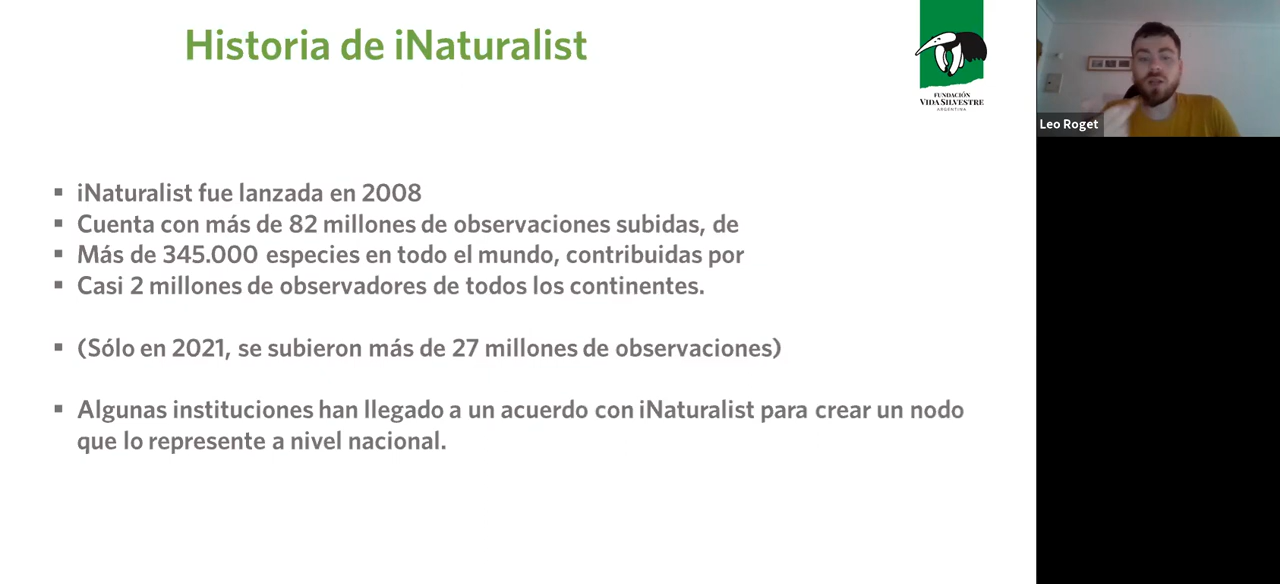 Historia de iNaturalist
FUNDACIÓN
VIDA SILVESTRE
ARGENTINA
Leo Roget
▪ iNaturalist fue lanzada en 2008
▪ Cuenta con más de 82 millones de observaciones subidas, de
▪ Más de 345.000 especies en todo el mundo, contribuidas por
▪ Casi 2 millones de observadores de todos los continentes.
▪ (Sólo en 2021, se subieron más de 27 millones de observaciones)
▪ Algunas instituciones han llegado a un acuerdo con iNaturalist para crear un nodo
que lo represente a nivel nacional.